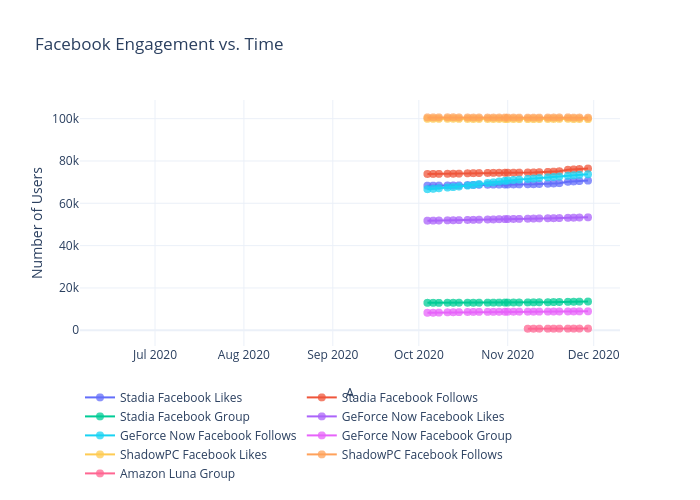 Facebook Engagement vs. Time
Number of Users
100k
80k
60k
40k
20k
0
Jul 2020 Aug 2020 Sep 2020 Oct 2020 Nov 2020 Dec 2020
A
Stadia Facebook Likes Stadia Facebook Follows
Stadia Facebook Group GeForce Now Facebook Likes
GeForce Now Facebook Follows GeForce Now Facebook Group
ShadowPC Facebook Likes ShadowPC Facebook Follows
Amazon Luna Group